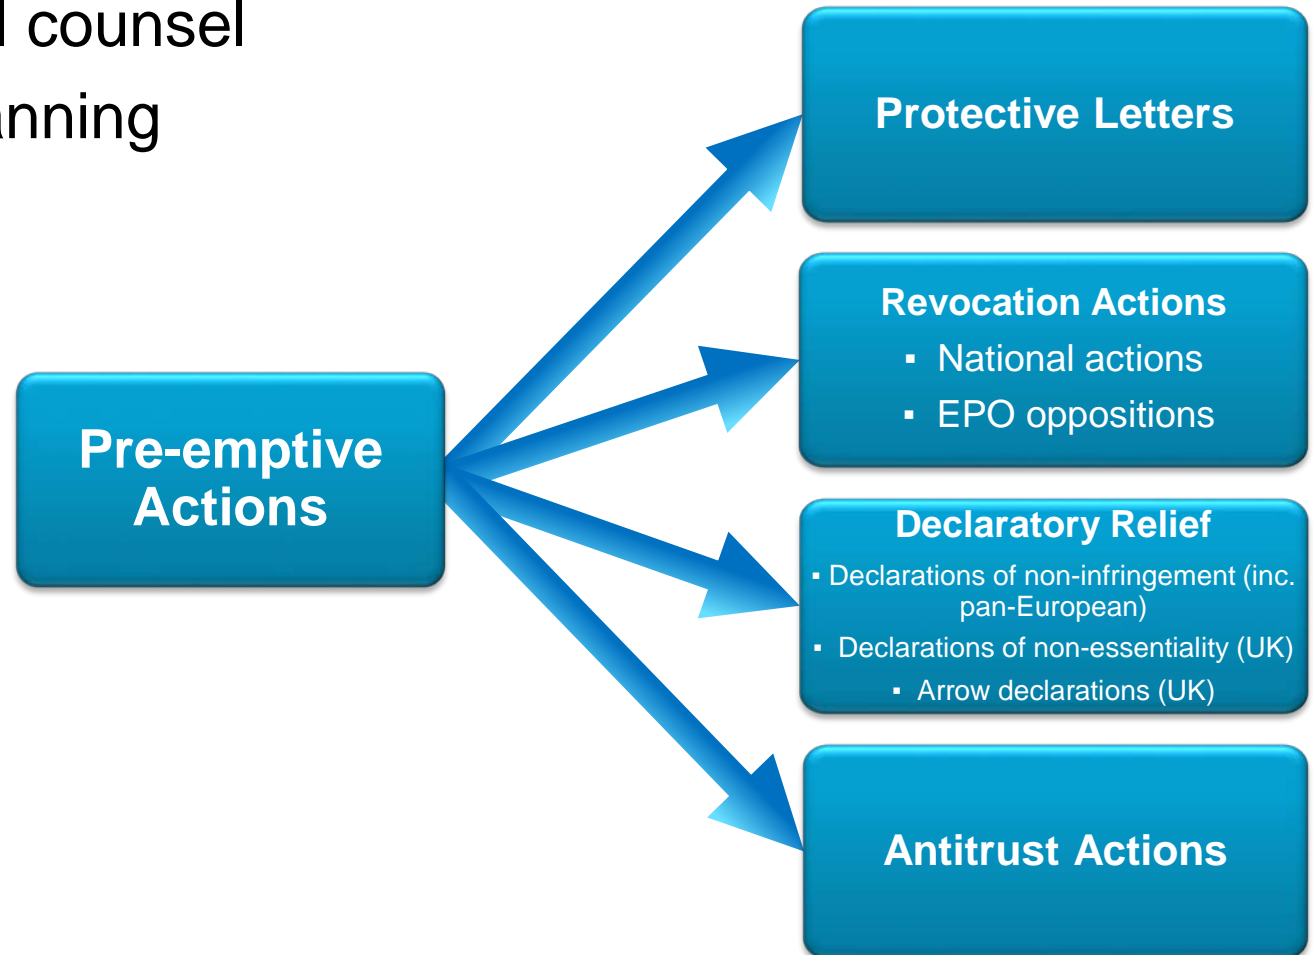 counsel
Pre-emptive
Actions
Protective Letters
Revocation Actions
▪ National actions
▪ EPO oppositions
Declaratory Relief
▪ Declarations of non-infringement (inc.
pan-European)
▪ Declarations of non-essentiality (UK)
▪ Arrow declarations (UK)
Antitrust Actions